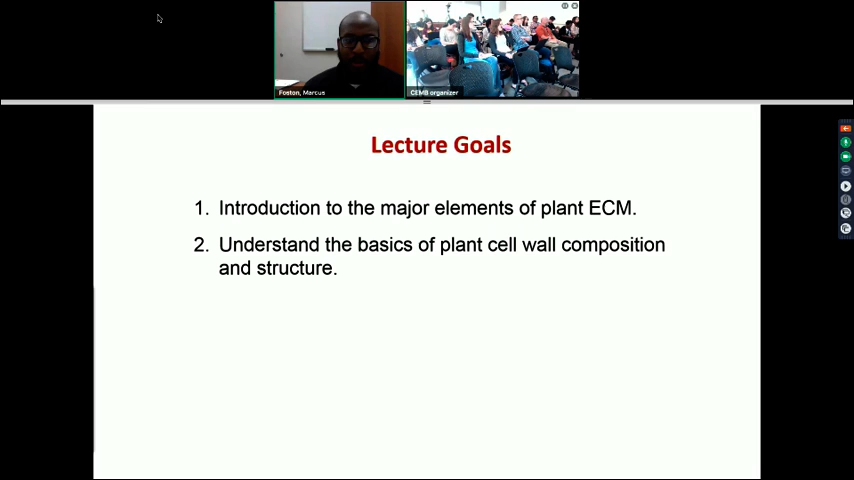 Foston, Marcus
CEMB organizer
Lecture Goals
1. Introduction to the major elements of plant ECM.
2. Understand the basics of plant cell wall composition
and structure.